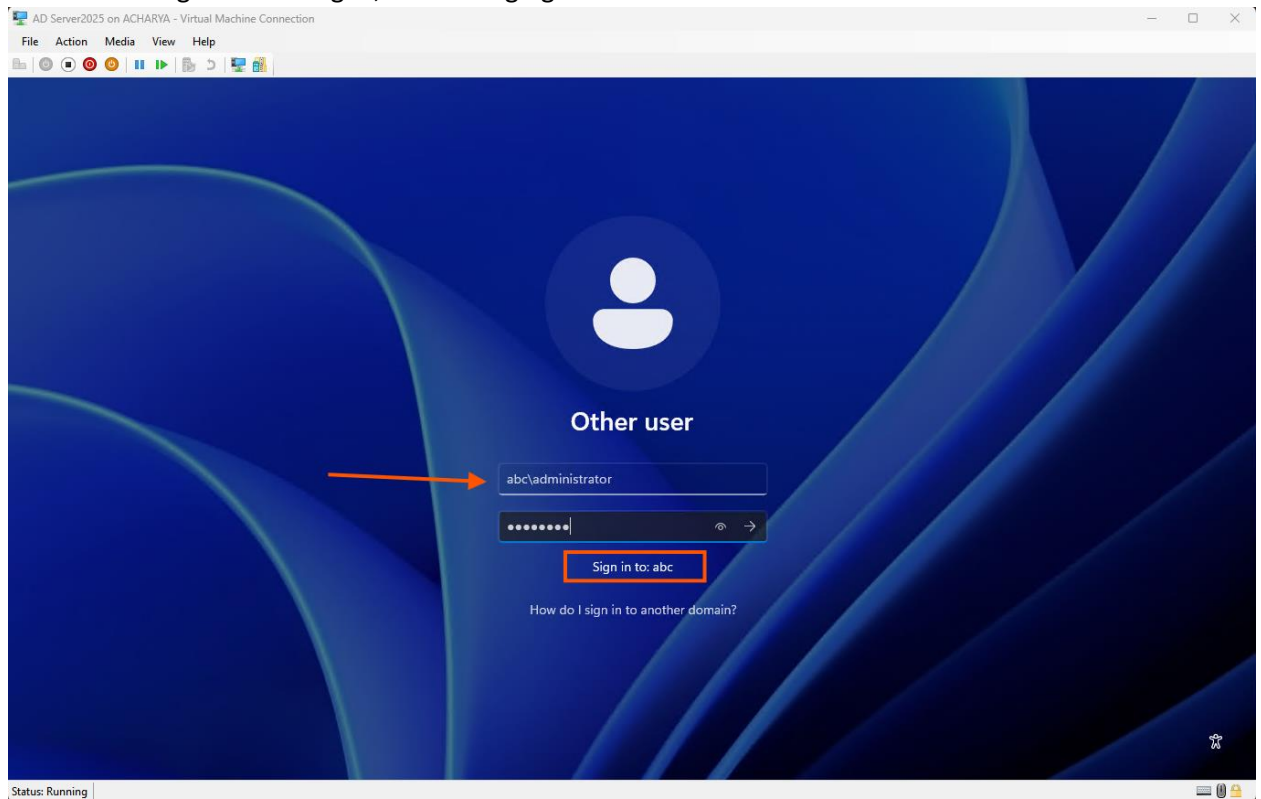 AD Server2025 on ACHARYA - Virtual Machine Connection
File Action Media View Help
Other user
abc\administrator
Sign in to: abc
How do I sign in to another domain?
Status: Running